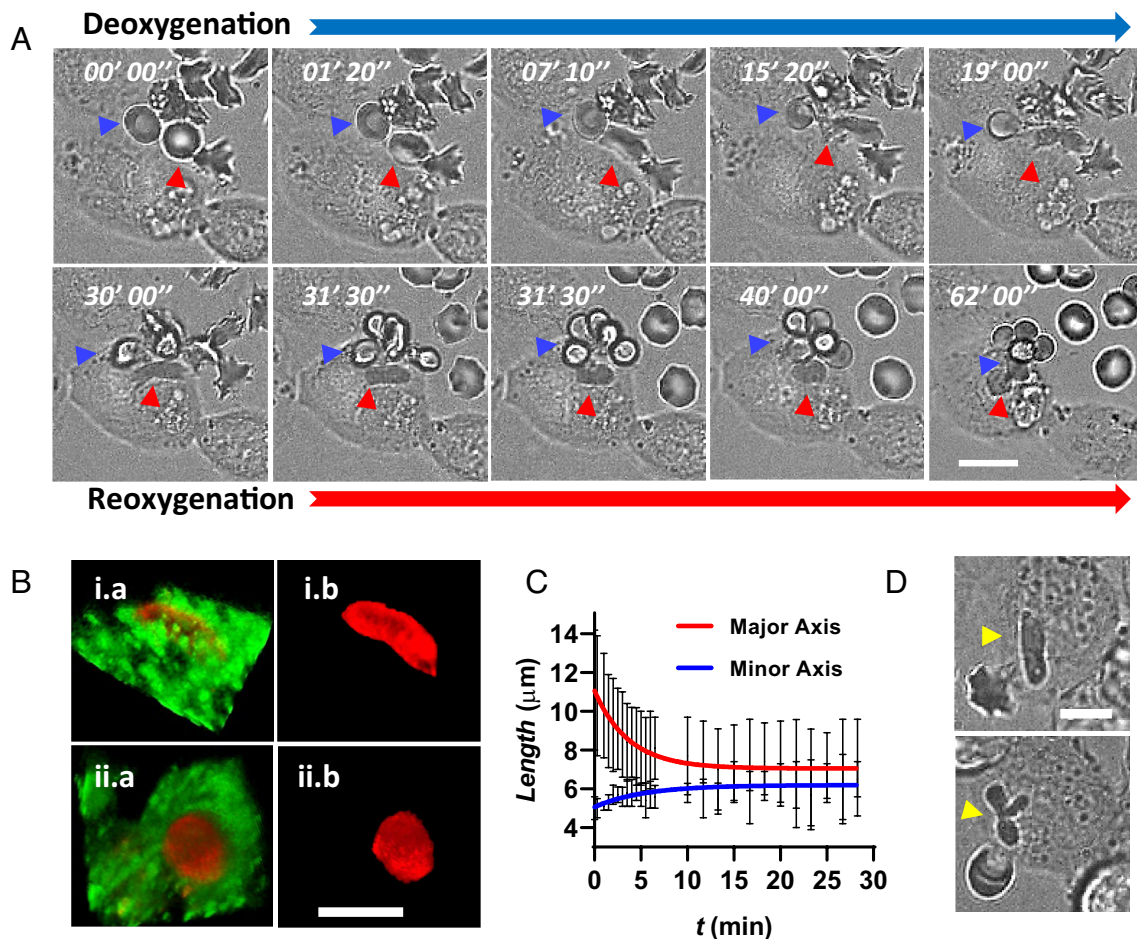 A
Deoxygenation
00' 00'' 01' 20'' 07' 10'' 15' 20'' 19' 00''
30' 00'' 31' 30'' 31' 30'' 40' 00'' 62' 00''
Reoxygenation
B
i.a i.b
ii.a ii.b
C
Major Axis
Minor Axis
Length (μm)
14
12
10
8
6
4
0 5 10 15 20 25 30
t (min)
D